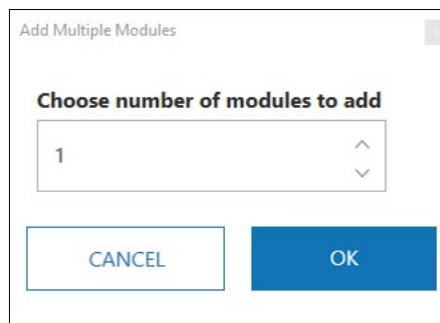 Add Multiple Modules
Choose number of modules to add
1
CANCEL
OK